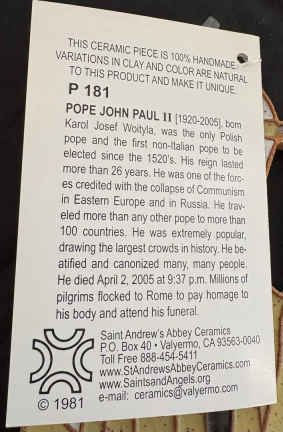 THIS CERAMIC PIECE IS 100% HANDMADE.
VARIATIONS IN CLAY AND COLOR ARE NATURAL
TO THIS PRODUCT AND MAKE IT UNIQUE.
P 181
POPE JOHN PAUL II [1920-2005], born
Karol Josef Woityla, was the only Polish
pope and the first non-Italian pope to be
elected since the 1520's. His reign lasted
more than 26 years. He was one of the forc-
es credited with the collapse of Communism
in Eastern Europe and in Russia. He trav-
eled more than any other pope to more than
100 countries. He was extremely popular,
drawing the largest crowds in history. He be-
atified and canonized many, many people.
He died April 2, 2005 at 9:37 p.m. Millions of
pilgrims flocked to Rome to pay homage to
his body and attend his funeral.
Saint Andrew's Abbey Ceramics
P.O. Box 40 • Valyermo, CA 93563-0040
Toll Free 888-454-5411
www.StAndrewsAbbeyCeramics.com
www.SaintsandAngels.org
e-mail: ceramics@valyermo.com
© 1981